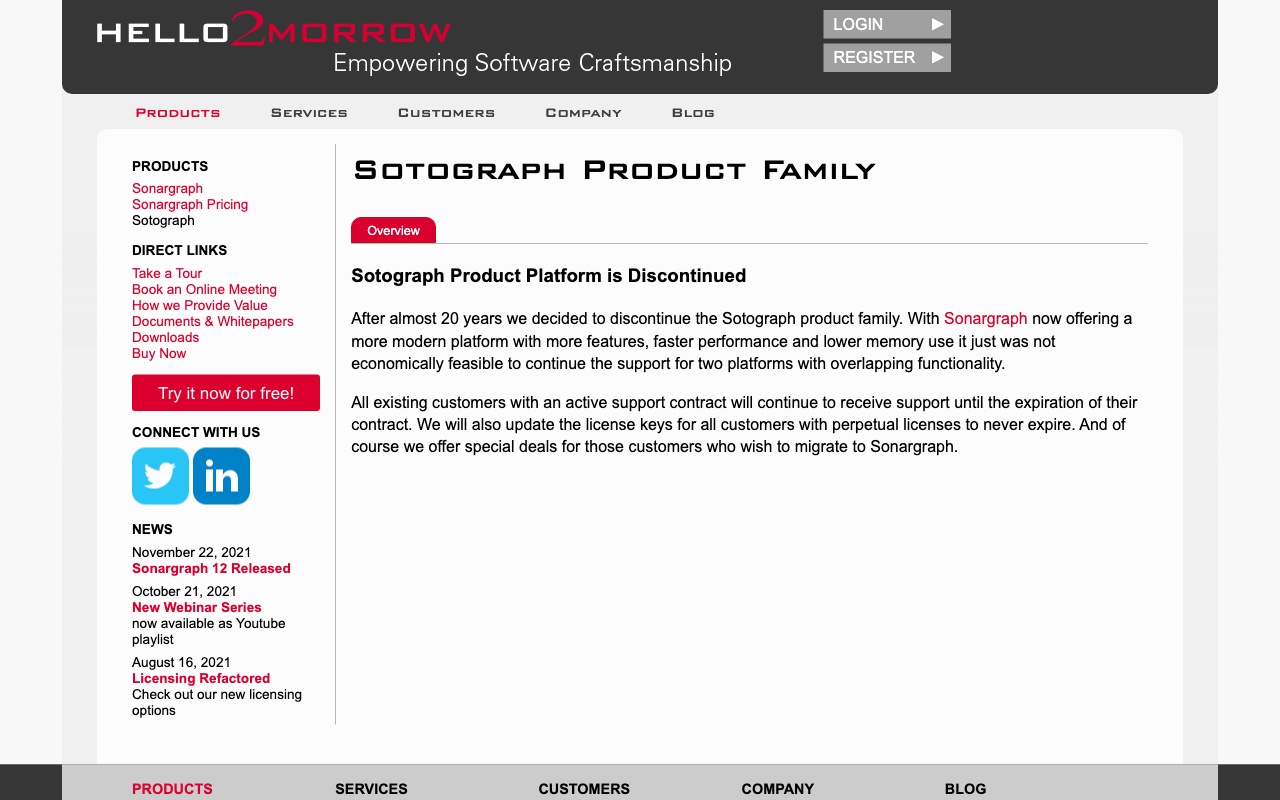 HELLO2MORROW
Empowering Software Craftsmanship
LOGIN
REGISTER
Products Services Customers Company Blog
PRODUCTS
Sonargraph
Sonargraph Pricing
Sotograph
DIRECT LINKS
Take a Tour
Book an Online Meeting
How we Provide Value
Documents & Whitepapers
Downloads
Buy Now
Try it now for free!
CONNECT WITH US
in
NEWS
November 22, 2021
Sonargraph 12 Released
October 21, 2021
New Webinar Series
now available as Youtube
playlist
August 16, 2021
Licensing Refactored
Check out our new licensing
options
Sotograph Product Family
Overview
Sotograph Product Platform is Discontinued
After almost 20 years we decided to discontinue the Sotograph product family. With Sonargraph now offering a
more modern platform with more features, faster performance and lower memory use it just was not
economically feasible to continue the support for two platforms with overlapping functionality.
All existing customers with an active support contract will continue to receive support until the expiration of their
contract. We will also update the license keys for all customers with perpetual licenses to never expire. And of
course we offer special deals for those customers who wish to migrate to Sonargraph.
PRODUCTS SERVICES CUSTOMERS COMPANY BLOG